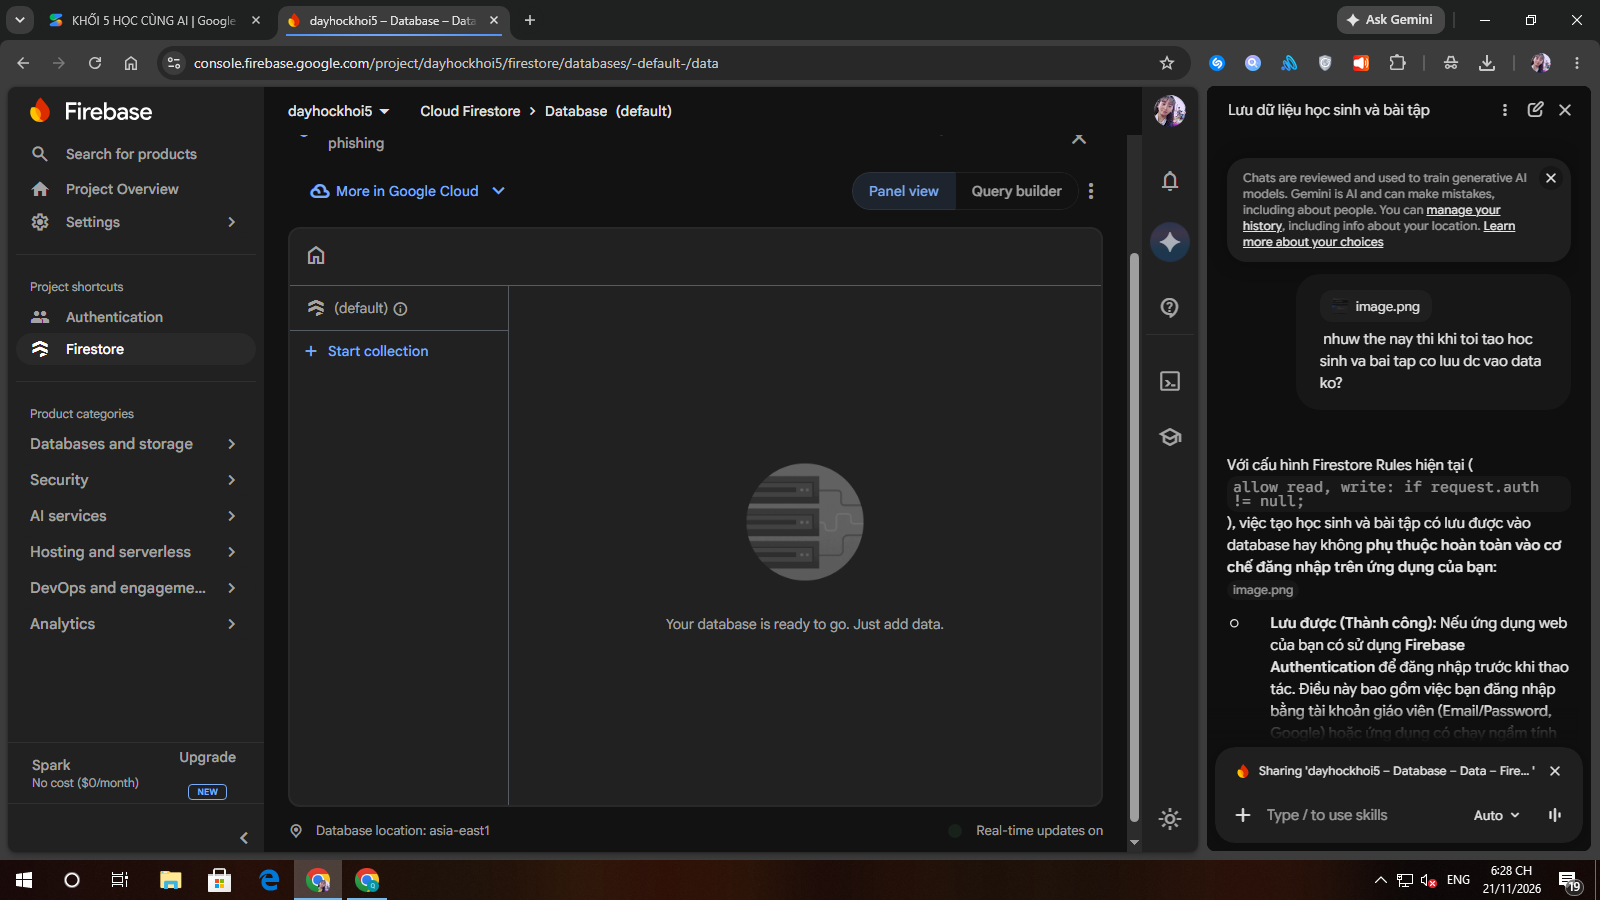 KHỐI 5 HỌC CÙNG AI | Google
dayhockhoi5 – Database – Data
Ask Gemini
console.firebase.google.com/project/dayhockhoi5/firestore/databases/-default-/data
Firebase
Search for products
Project Overview
Settings
Project shortcuts
Authentication
Firestore
Product categories
Databases and storage
Security
AI services
Hosting and serverless
DevOps and engageme...
Analytics
Spark
No cost ($0/month)
Upgrade
NEW
dayhockhoi5
Cloud Firestore > Database (default)
phishing
More in Google Cloud
Panel view
Query builder
(default)
+ Start collection
Your database is ready to go. Just add data.
Database location: asia-east1
Real-time updates on
Lưu dữ liệu học sinh và bài tập
Chats are reviewed and used to train generative AI
models. Gemini is AI and can make mistakes,
including about people. You can manage your
history, including info about your location. Learn
more about your choices
image.png
nhuw the nay thi khi toi tao hoc
sinh va bai tap co luu dc vao data
ko?
Với cấu hình Firestore Rules hiện tại (
allow read, write: if request.auth
!= null;
), việc tạo học sinh và bài tập có lưu được vào
database hay không phụ thuộc hoàn toàn vào cơ
chế đăng nhập trên ứng dụng của bạn:
image.png
Lưu được (Thành công): Nếu ứng dụng web
của bạn có sử dụng Firebase
Authentication để đăng nhập trước khi thao
tác. Điều này bao gồm việc bạn đăng nhập
bằng tài khoản giáo viên (Email/Password,
Google) hoặc ứng dụng có chạy ngầm tính
Sharing 'dayhockhoi5 – Database – Data – Fire... '
Type / to use skills
Auto
ENG
6:28 CH
21/11/2026
19